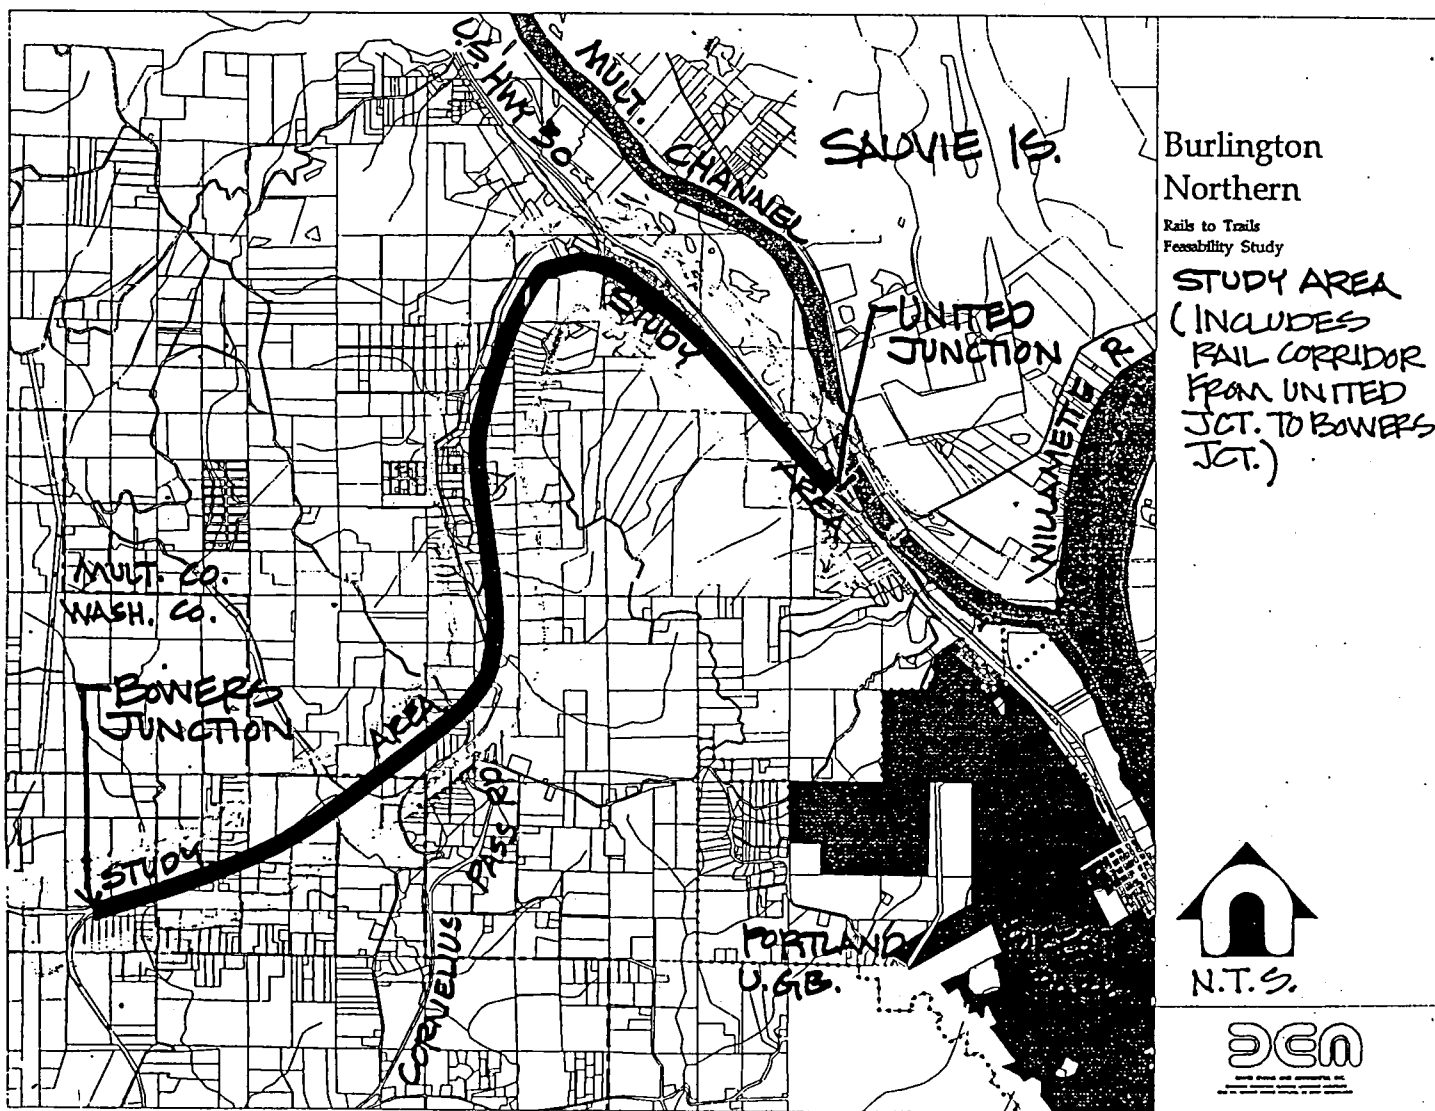 U.S. HWY 30
MULT.
CHANNEL
SAUVIE IS.
STUDY
AREA
UNITED
JUNCTION
WILLAMETTE R
MULT. CO.
WASH. CO.
BOWERS
JUNCTION
STUDY
AREA
CORNELIUS
PASS RD
PORTLAND
U.G.B.
Burlington
Northern
Rails to Trails
Feasability Study
STUDY AREA
(INCLUDES
RAIL CORRIDOR
FROM UNITED
JCT. TO BOWERS
JCT.)
N.T.S.
DEA